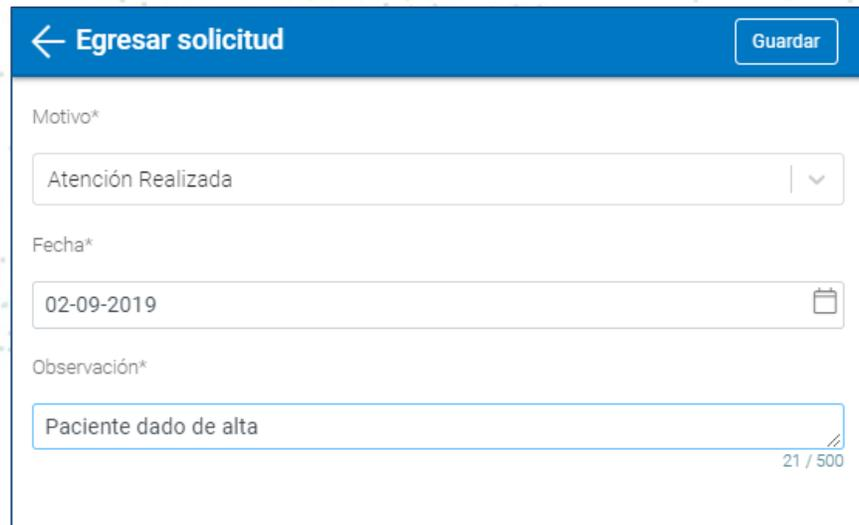 Egresar solicitud
Guardar
Motivo*
Atención Realizada
Fecha*
02-09-2019
Observación*
Paciente dado de alta
21 / 500